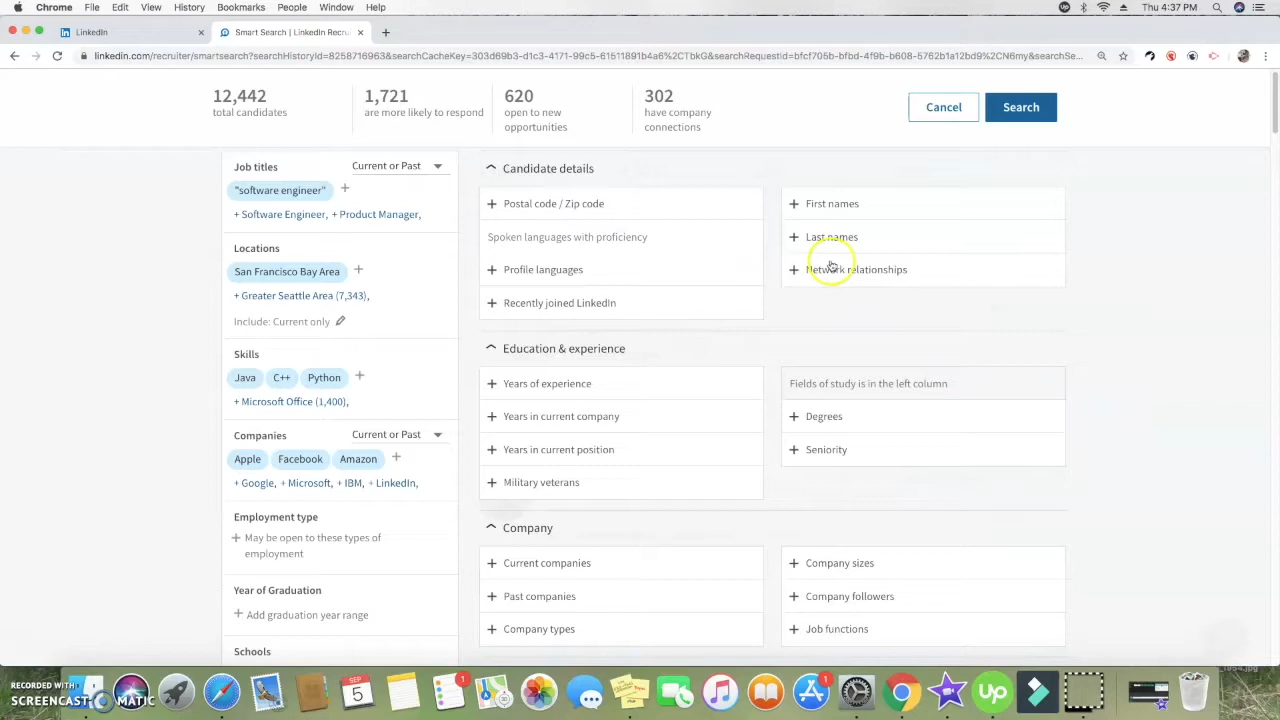 Chrome File Edit View History Bookmarks People Window Help Thu 4:37 PM
LinkedIn
Smart Search | LinkedIn Recru
linkedin.com/recruiter/smartsearch?searchHistoryId=8258716963&searchCacheKey=303d69b3-d1c3-4171-99c5-61511891b4a6%2CTbkG&searchRequestId=bfcf705b-bfbd-4f9b-b608-5762b1a12bd9%2CN6my&searchSe...
12,442
total candidates
1,721
are more likely to respond
620
open to new
opportunities
302
have company
connections
Cancel
Search
Job titles
Current or Past
"software engineer" +
+ Software Engineer, + Product Manager,
Locations
San Francisco Bay Area +
+ Greater Seattle Area (7,343),
Include: Current only
Skills
Java C++ Python +
+ Microsoft Office (1,400),
Companies
Current or Past
Apple Facebook Amazon +
+ Google, + Microsoft, + IBM, + LinkedIn,
Employment type
+ May be open to these types of
employment
Year of Graduation
+ Add graduation year range
Schools
Candidate details
+ Postal code / Zip code
Spoken languages with proficiency
+ Profile languages
+ Recently joined LinkedIn
+ First names
+ Last names
+ Network relationships
Education & experience
+ Years of experience
+ Years in current company
+ Years in current position
+ Military veterans
Fields of study is in the left column
+ Degrees
+ Seniority
Company
+ Current companies
+ Past companies
+ Company types
+ Company sizes
+ Company followers
+ Job functions
RECORDED WITH
SCREENCAST MATIC
SEP
5
1
1
Up
1954.jpg